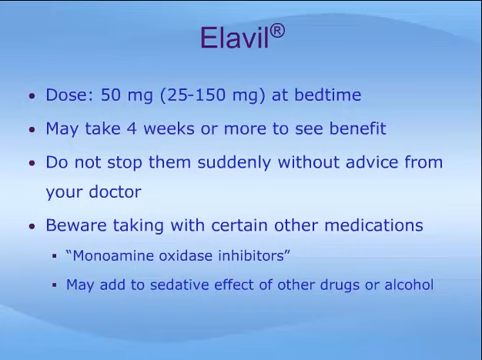 Elavil®
• Dose: 50 mg (25-150 mg) at bedtime
• May take 4 weeks or more to see benefit
• Do not stop them suddenly without advice from
your doctor
• Beware taking with certain other medications
▪ “Monoamine oxidase inhibitors”
▪ May add to sedative effect of other drugs or alcohol